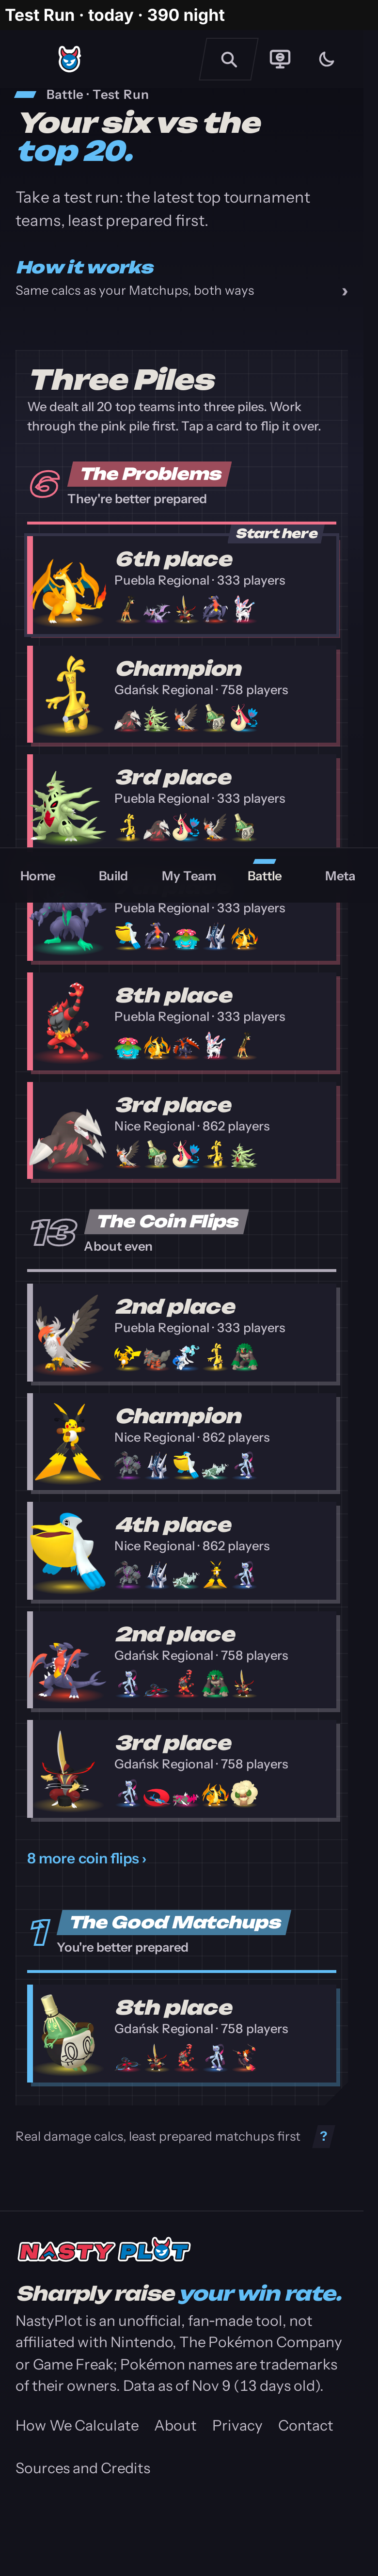 Test Run · today · 390 night
Battle · Test Run
Your six vs the
top 20.
Take a test run: the latest top tournament
teams, least prepared first.
How it works
Same calcs as your Matchups, both ways
›
Three Piles
We dealt all 20 top teams into three piles. Work
through the pink pile first. Tap a card to flip it over.
6
The Problems
They're better prepared
Start here
6th place
Puebla Regional · 333 players
Champion
Gdańsk Regional · 758 players
3rd place
Puebla Regional · 333 players
Home
Build
My Team
Battle
Meta
Puebla Regional · 333 players
8th place
Puebla Regional · 333 players
3rd place
Nice Regional · 862 players
13
The Coin Flips
About even
2nd place
Puebla Regional · 333 players
Champion
Nice Regional · 862 players
4th place
Nice Regional · 862 players
2nd place
Gdańsk Regional · 758 players
3rd place
Gdańsk Regional · 758 players
8 more coin flips ›
1
The Good Matchups
You're better prepared
8th place
Gdańsk Regional · 758 players
Real damage calcs, least prepared matchups first
?
NASTY PLOT
Sharply raise your win rate.
NastyPlot is an unofficial, fan-made tool, not
affiliated with Nintendo, The Pokémon Company
or Game Freak; Pokémon names are trademarks
of their owners. Data as of Nov 9 (13 days old).
How We Calculate
About
Privacy
Contact
Sources and Credits